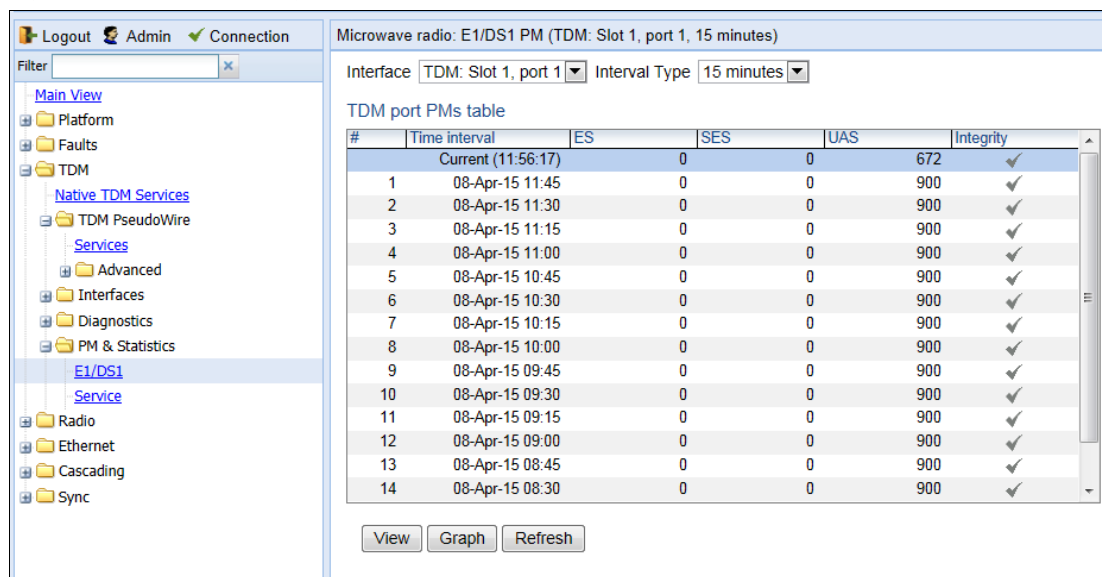 Logout Admin Connection
Filter
Main View
Platform
Faults
TDM
Native TDM Services
TDM PseudoWire
Services
Advanced
Interfaces
Diagnostics
PM & Statistics
E1/DS1
Service
Radio
Ethernet
Cascading
Sync
Microwave radio: E1/DS1 PM (TDM: Slot 1, port 1, 15 minutes)
Interface TDM: Slot 1, port 1 Interval Type 15 minutes
TDM port PMs table
# Time interval ES SES UAS Integrity
Current (11:56:17) 0 0 672
1 08-Apr-15 11:45 0 0 900
2 08-Apr-15 11:30 0 0 900
3 08-Apr-15 11:15 0 0 900
4 08-Apr-15 11:00 0 0 900
5 08-Apr-15 10:45 0 0 900
6 08-Apr-15 10:30 0 0 900
7 08-Apr-15 10:15 0 0 900
8 08-Apr-15 10:00 0 0 900
9 08-Apr-15 09:45 0 0 900
10 08-Apr-15 09:30 0 0 900
11 08-Apr-15 09:15 0 0 900
12 08-Apr-15 09:00 0 0 900
13 08-Apr-15 08:45 0 0 900
14 08-Apr-15 08:30 0 0 900
View Graph Refresh